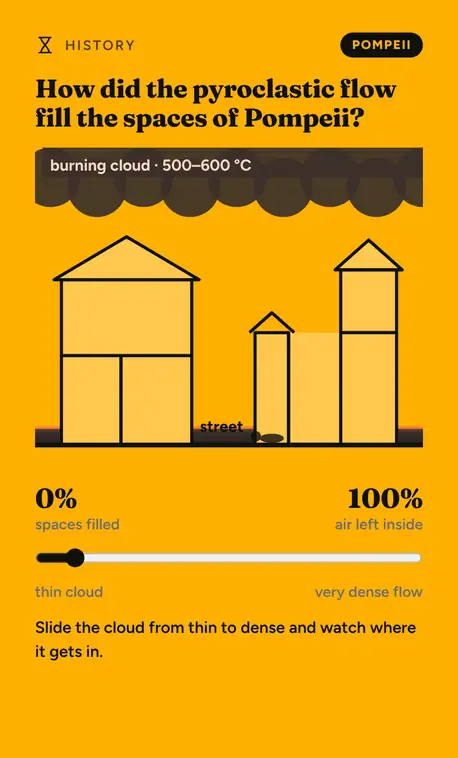 HISTORY
POMPEII
How did the pyroclastic flow
fill the spaces of Pompeii?
burning cloud · 500–600 °C
street
0%
100%
spaces filled
air left inside
thin cloud
very dense flow
Slide the cloud from thin to dense and watch where
it gets in.